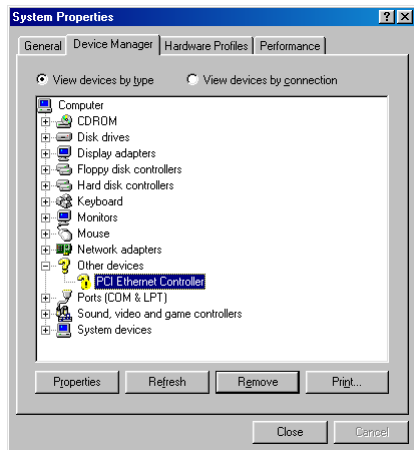 System Properties
General Device Manager Hardware Profiles Performance
View devices by type View devices by connection
Computer
CDROM
Disk drives
Display adapters
Floppy disk controllers
Hard disk controllers
Keyboard
Monitors
Mouse
Network adapters
Other devices
PCI Ethernet Controller
Ports (COM & LPT)
Sound, video and game controllers
System devices
Properties Refresh Remove Print...
Close Cancel